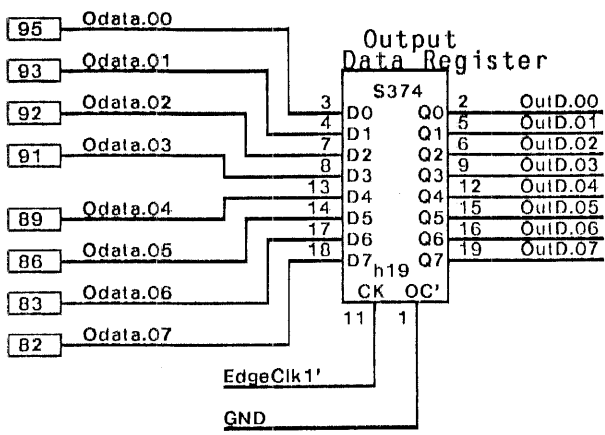 95 Odata.00
93 Odata.01
92 Odata.02
91 Odata.03
89 Odata.04
86 Odata.05
83 Odata.06
82 Odata.07
Output
Data Register
S374
3 D0 Q0 2 OutD.00
4 D1 Q1 5 OutD.01
7 D2 Q2 6 OutD.02
8 D3 Q3 9 OutD.03
13 D4 Q4 12 OutD.04
14 D5 Q5 15 OutD.05
17 D6 Q6 16 OutD.06
18 D7 Q7 19 OutD.07
h19
CK OC'
11 1
EdgeClk1'
GND